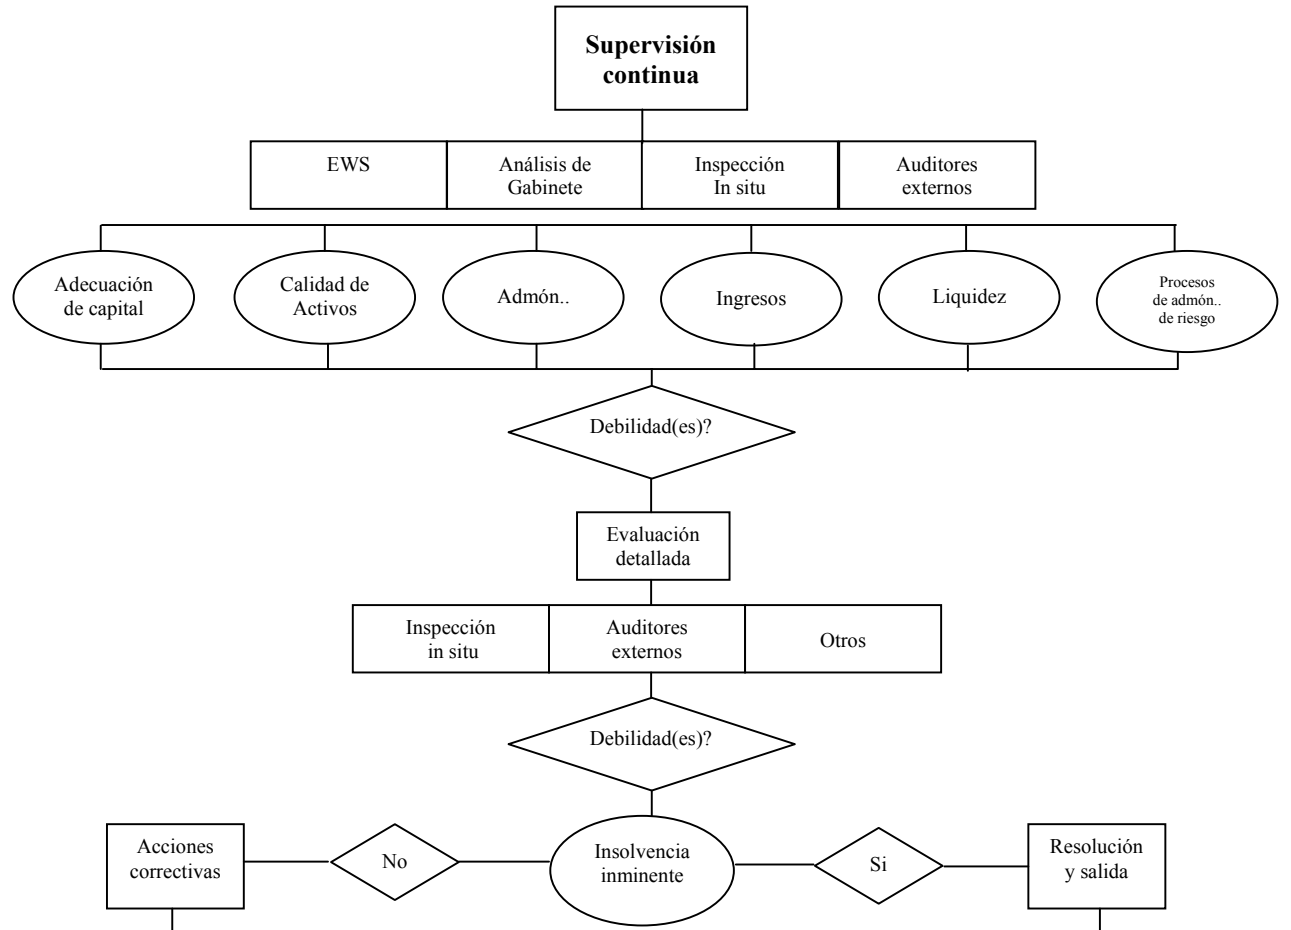 Supervisión
continua
EWS
Análisis de
Gabinete
Inspección
In situ
Auditores
externos
Adecuación
de capital
Calidad de
Activos
Admón..
Ingresos
Liquidez
Procesos
de admón..
de riesgo
Debilidad(es)?
Evaluación
detallada
Inspección
in situ
Auditores
externos
Otros
Debilidad(es)?
Acciones
correctivas
No
Insolvencia
inminente
Si
Resolución
y salida